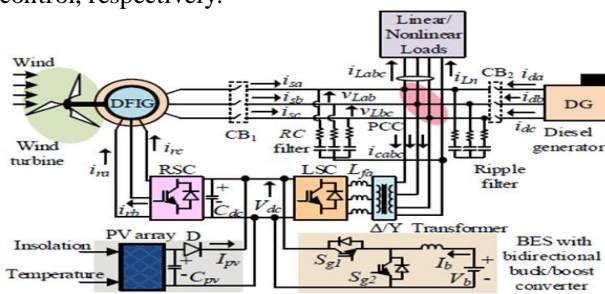 control, respectively.
Linear/
Nonlinear
Loads
Wind
DFIG
Wind
turbine
CB1
isa
isb
isc
iLabc
iLn
vLab
vLbc
RC
filter
PCC
icabc
CB2
ida
idb
idc
DG
Diesel
generator
Ripple
filter
ira
irc
irb
RSC
+
-
Cdc
Vdc
LSC
Lfa
Δ/Y Transformer
PV array
D
Insolation
Temperature
+
-
Cpv
Ipv
Sg1
Sg2
Ib
Vb
+
-
BES with
bidirectional
buck/boost
converter